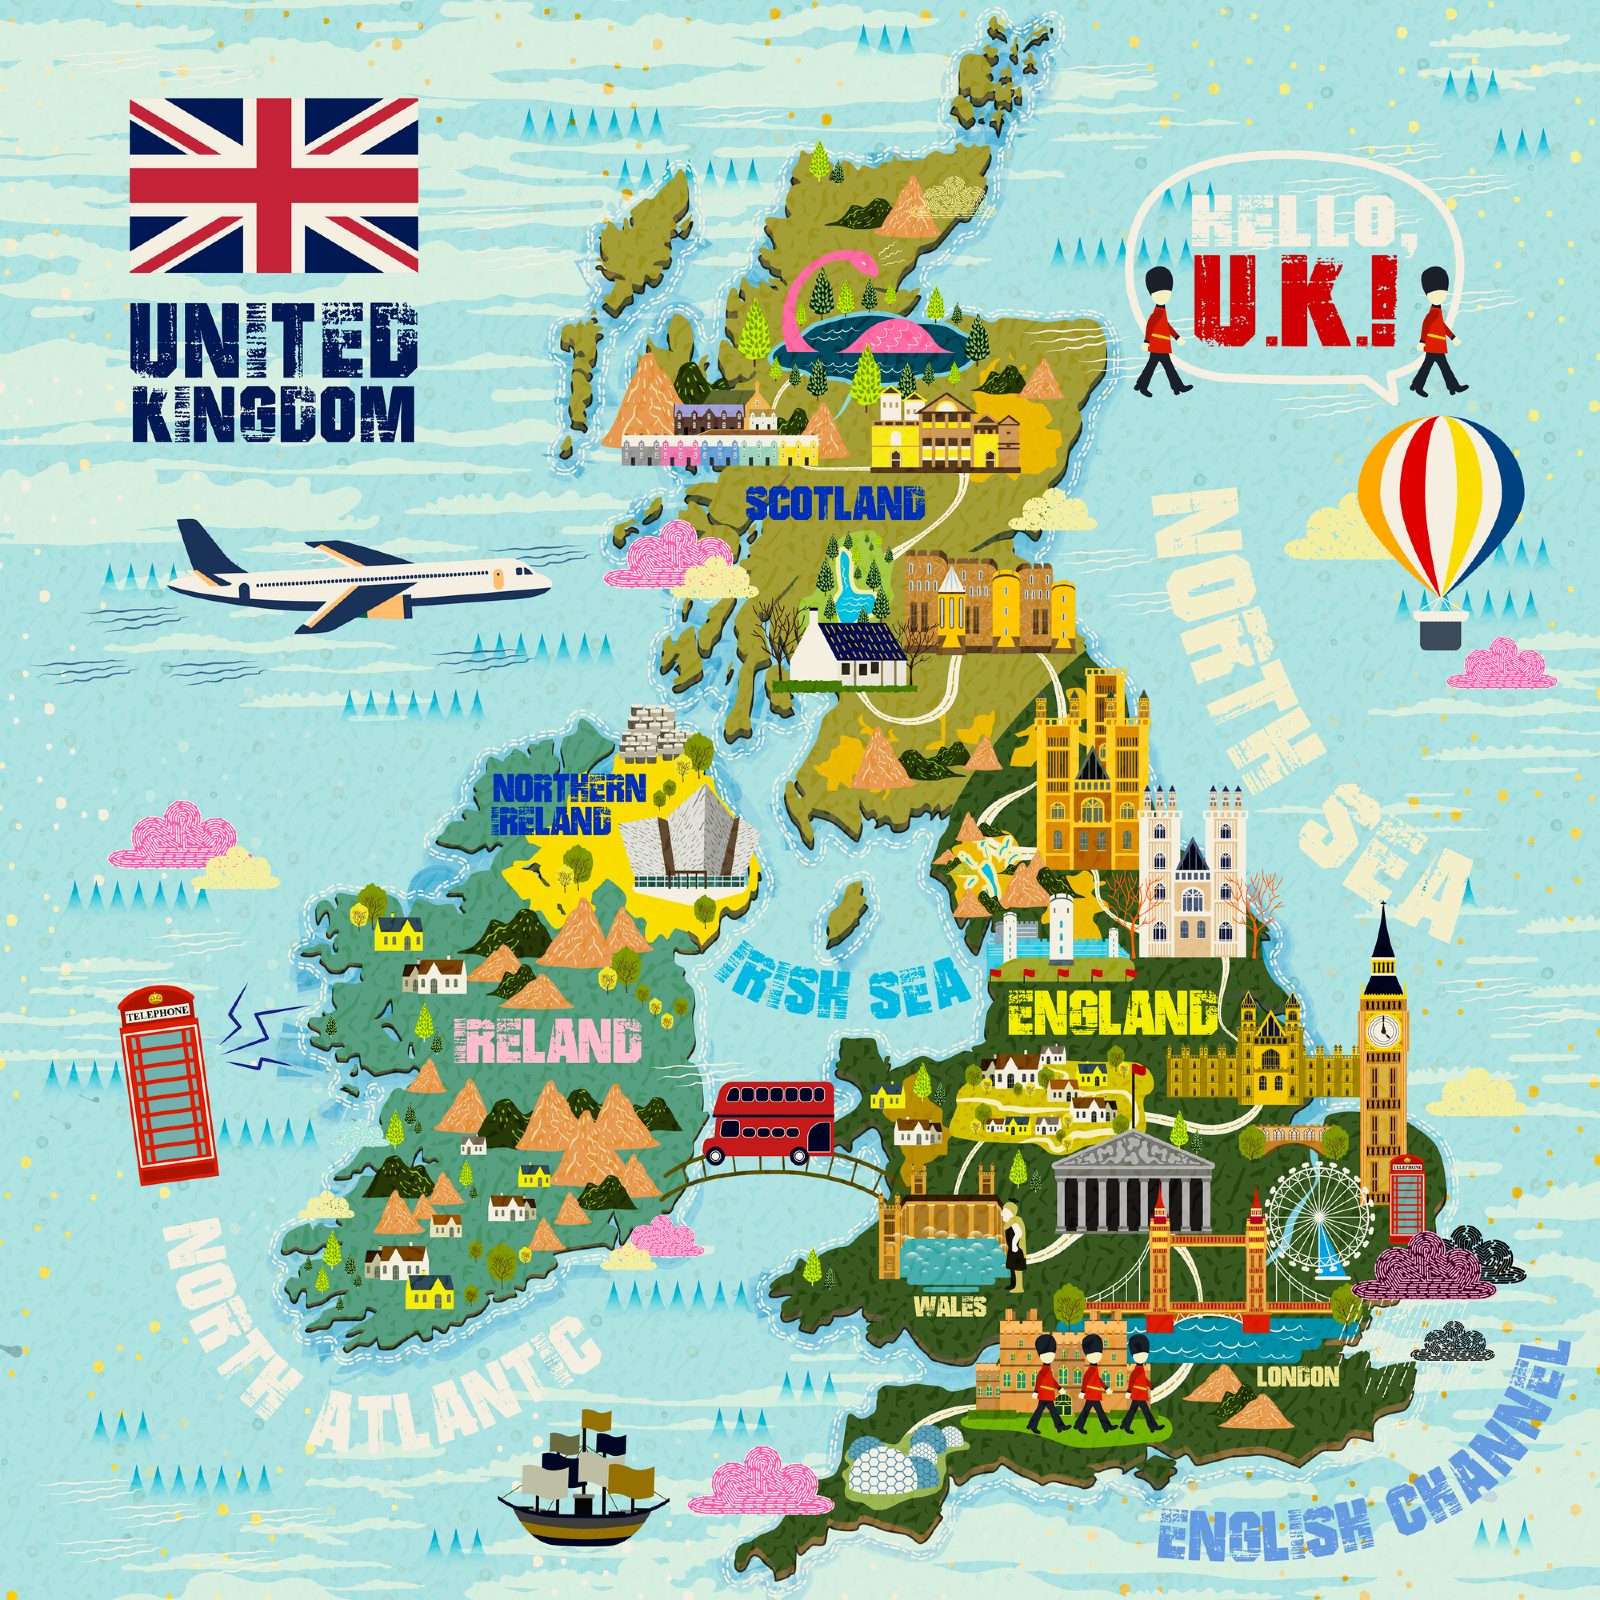 UNITED
KINGDOM
HELLO,
U.K.!
SCOTLAND
NORTH SEA
NORTHERN
IRELAND
IRISH SEA
ENGLAND
TELEPHONE
IRELAND
TELEPHONE
WALES
NORTH ATLANTIC
LONDON
ENGLISH CHANNEL